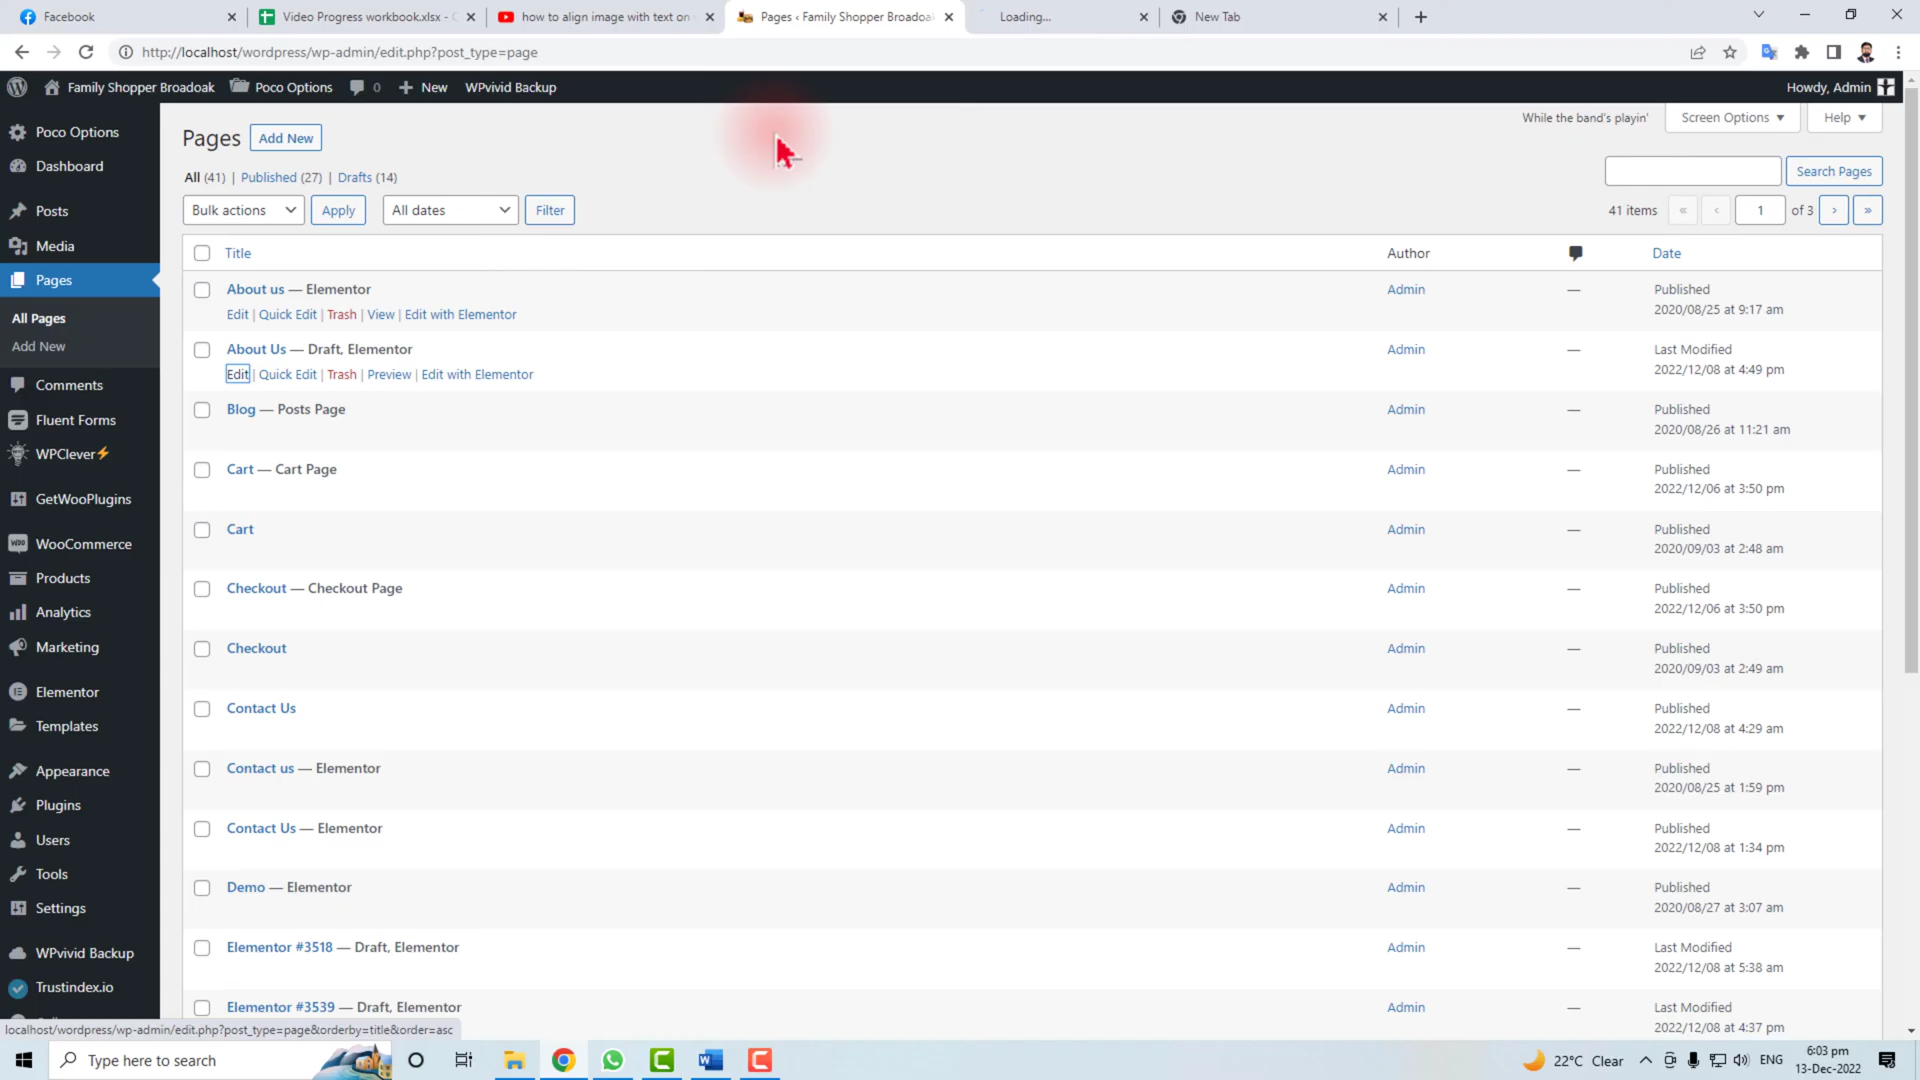 Facebook
Video Progress workbook.xlsx - 
how to align image with text on 
Pages ‹ Family Shopper Broadoa
Loading...
New Tab
http://localhost/wordpress/wp-admin/edit.php?post_type=page
Family Shopper Broadoak
Poco Options
0
New
WPvivid Backup
Howdy, Admin
Poco Options
Dashboard
Posts
Media
Pages
All Pages
Add New
Comments
Fluent Forms
WPClever⚡
GetWooPlugins
WooCommerce
Products
Analytics
Marketing
Elementor
Templates
Appearance
Plugins
Users
Tools
Settings
WPvivid Backup
Trustindex.io
Pages Add New
While the band's playin'
Screen Options ▼
Help ▼
All (41) | Published (27) | Drafts (14)
Search Pages
Bulk actions Apply All dates Filter
41 items « ‹ 1 of 3 › »
Title Author Date
About us — Elementor Admin — Published
Edit | Quick Edit | Trash | View | Edit with Elementor 2020/08/25 at 9:17 am
About Us — Draft, Elementor Admin — Last Modified
Edit | Quick Edit | Trash | Preview | Edit with Elementor 2022/12/08 at 4:49 pm
Blog — Posts Page Admin — Published
2020/08/26 at 11:21 am
Cart — Cart Page Admin — Published
2022/12/06 at 3:50 pm
Cart Admin — Published
2020/09/03 at 2:48 am
Checkout — Checkout Page Admin — Published
2022/12/06 at 3:50 pm
Checkout Admin — Published
2020/09/03 at 2:49 am
Contact Us Admin — Published
2022/12/08 at 4:29 am
Contact us — Elementor Admin — Published
2020/08/25 at 1:59 pm
Contact Us — Elementor Admin — Published
2022/12/08 at 1:34 pm
Demo — Elementor Admin — Published
2020/08/27 at 3:07 am
Elementor #3518 — Draft, Elementor Admin — Last Modified
2022/12/08 at 5:38 am
Elementor #3539 — Draft, Elementor Admin — Last Modified
2022/12/08 at 4:37 pm
localhost/wordpress/wp-admin/edit.php?post_type=page&orderby=title&order=asc
Type here to search
22°C Clear
ENG
6:03 pm
13-Dec-2022